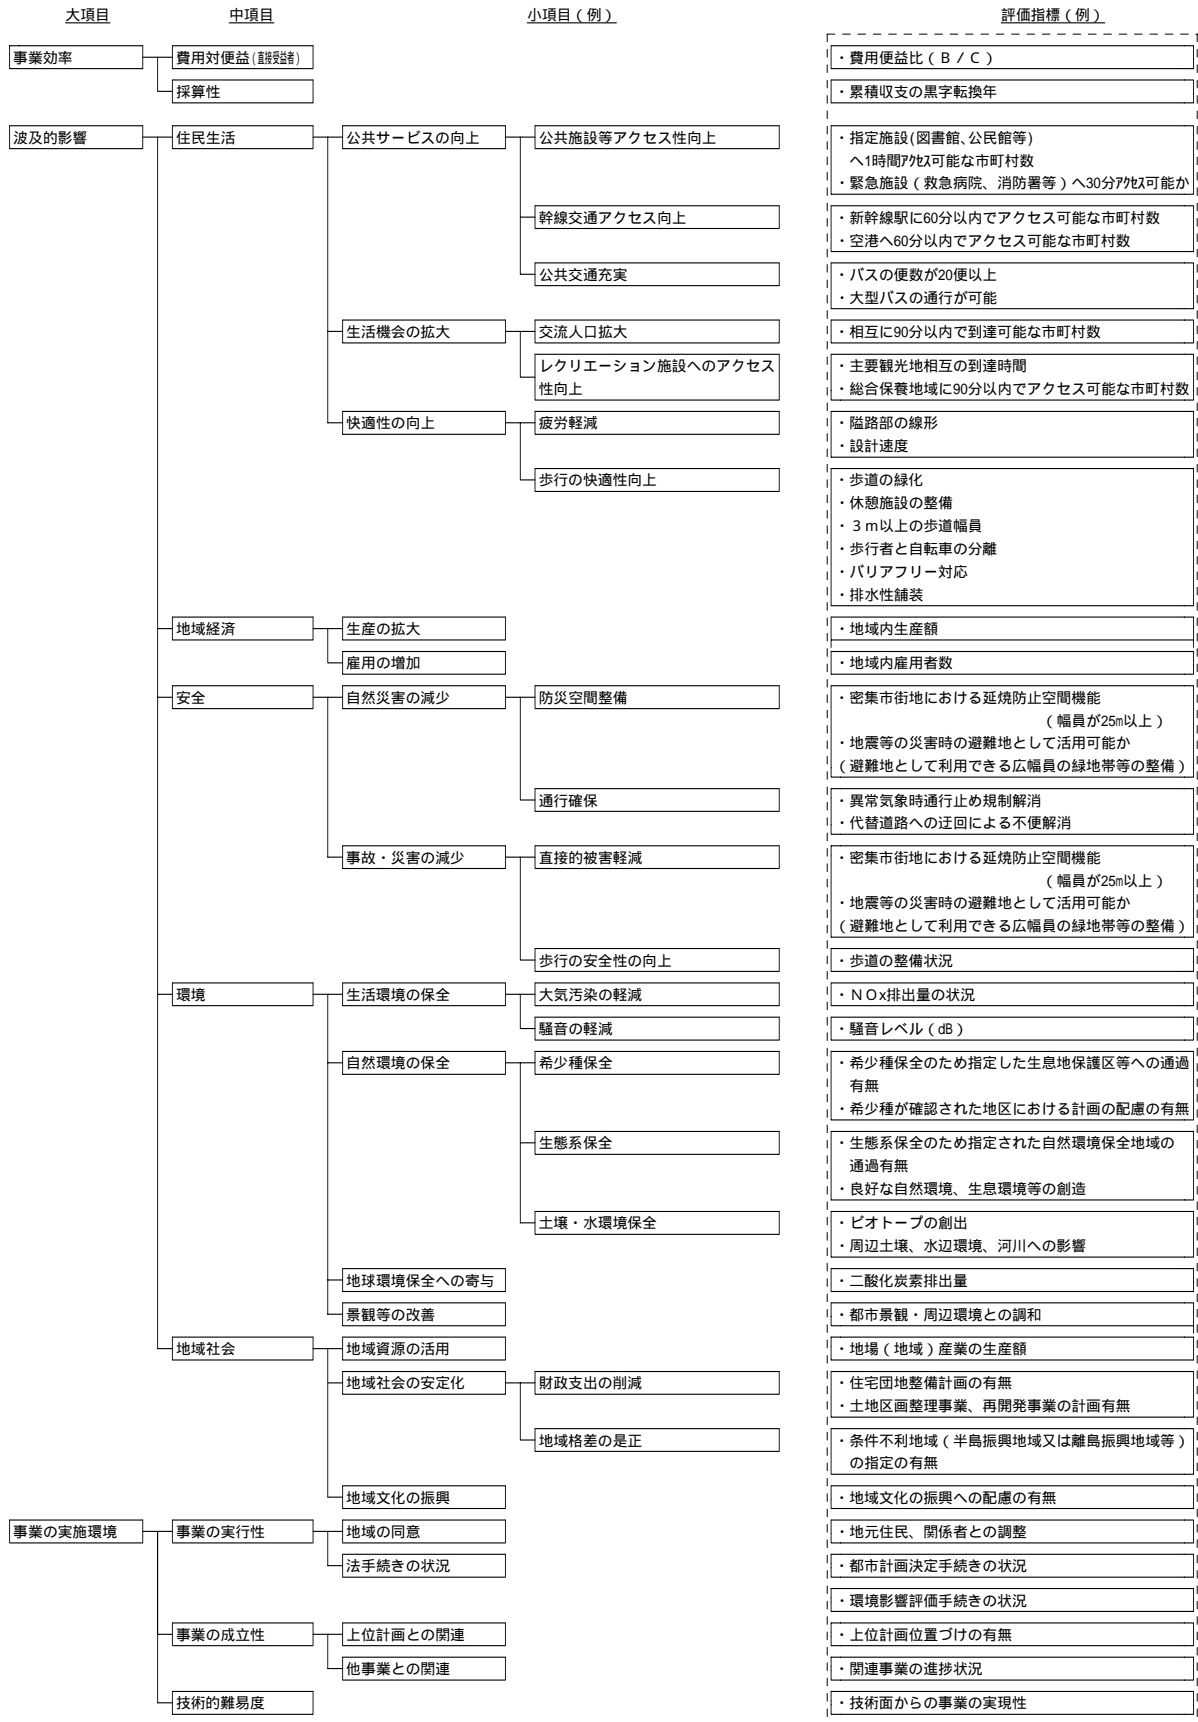 大項目 中項目 小項目(例) 評価指標(例)
事業効率 費用対便益(直接受益者) ・費用便益比(B/C)
採算性 ・累積収支の黒字転換年
波及的影響 住民生活 公共サービスの向上 公共施設等アクセス性向上 ・指定施設(図書館、公民館等)
へ1時間アクセス可能な市町村数
・緊急施設(救急病院、消防署等)へ30分アクセス可能か
幹線交通アクセス向上 ・新幹線駅に60分以内でアクセス可能な市町村数
・空港へ60分以内でアクセス可能な市町村数
公共交通充実 ・バスの便数が20便以上
・大型バスの通行が可能
生活機会の拡大 交流人口拡大 ・相互に90分以内で到達可能な市町村数
レクリエーション施設へのアクセス ・主要観光地相互の到達時間
性向上 ・総合保養地域に90分以内でアクセス可能な市町村数
快適性の向上 疲労軽減 ・隘路部の線形
・設計速度
歩行の快適性向上 ・歩道の緑化
・休憩施設の整備
・3m以上の歩道幅員
・歩行者と自転車の分離
・バリアフリー対応
・排水性舗装
地域経済 生産の拡大 ・地域内生産額
雇用の増加 ・地域内雇用者数
安全 自然災害の減少 防災空間整備 ・密集市街地における延焼防止空間機能
(幅員が25m以上)
・地震等の災害時の避難地として活用可能か
(避難地として利用できる広幅員の緑地帯等の整備)
通行確保 ・異常気象時通行止め規制解消
・代替道路への迂回による不便解消
事故・災害の減少 直接的被害軽減 ・密集市街地における延焼防止空間機能
(幅員が25m以上)
・地震等の災害時の避難地として活用可能か
(避難地として利用できる広幅員の緑地帯等の整備)
歩行の安全性の向上 ・歩道の整備状況
環境 生活環境の保全 大気汚染の軽減 ・NOx排出量の状況
騒音の軽減 ・騒音レベル(dB)
自然環境の保全 希少種保全 ・希少種保全のため指定した生息地保護区等への通過
有無
・希少種が確認された地区における計画の配慮の有無
生態系保全 ・生態系保全のため指定された自然環境保全地域の
通過有無
・良好な自然環境、生息環境等の創造
土壌・水環境保全 ・ビオトープの創出
・周辺土壌、水辺環境、河川への影響
地球環境保全への寄与 ・二酸化炭素排出量
景観等の改善 ・都市景観・周辺環境との調和
地域社会 地域資源の活用 ・地場(地域)産業の生産額
地域社会の安定化 財政支出の削減 ・住宅団地整備計画の有無
・土地区画整理事業、再開発事業の計画有無
地域格差の是正 ・条件不利地域(半島振興地域又は離島振興地域等)
の指定の有無
地域文化の振興 ・地域文化の振興への配慮の有無
事業の実施環境 事業の実行性 地域の同意 ・地元住民、関係者との調整
法手続きの状況 ・都市計画決定手続きの状況
・環境影響評価手続きの状況
事業の成立性 上位計画との関連 ・上位計画位置づけの有無
他事業との関連 ・関連事業の進捗状況
技術的難易度 ・技術面からの事業の実現性